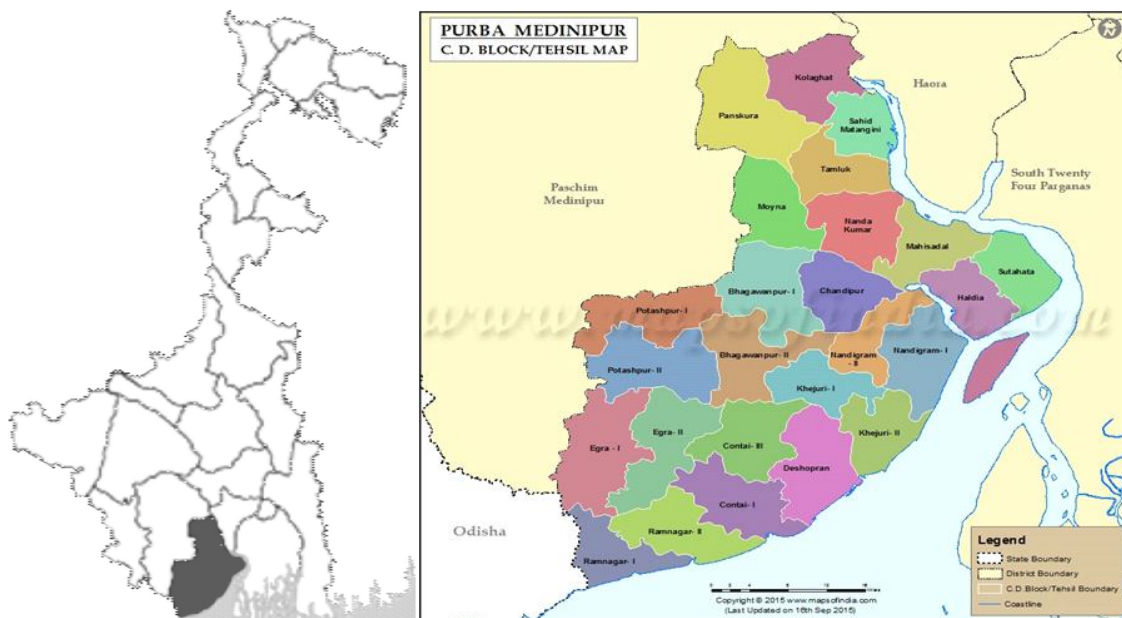 PURBA MEDINIPUR
C. D. BLOCK/TEHSIL MAP
N
Kolaghat
Haora
Panskura
Sahid
Matangini
Tamluk
South Twenty
Four Parganas
Paschim
Medinipur
Moyna
Nanda
Kumar
Mahisadal
Sutahata
Bhagawanpur- I
Chandipur
Haldia
Potashpur- I
www.mapsofindia.com
Bhagawanpur- II
Nandigram
- II
Nandigram- I
Potashpur- II
Khejuri- I
Egra- II
Egra - I
Contai- III
Khejuri- II
Deshopran
Contai- I
Odisha
Ramnagar- II
Ramnagar- I
Legend
State Boundary
District Boundary
C.D.Block/Tehsil Boundary
Coastline
Copyright © 2015 www.mapsofindia.com
(Last Updated on 16th Sep 2015)